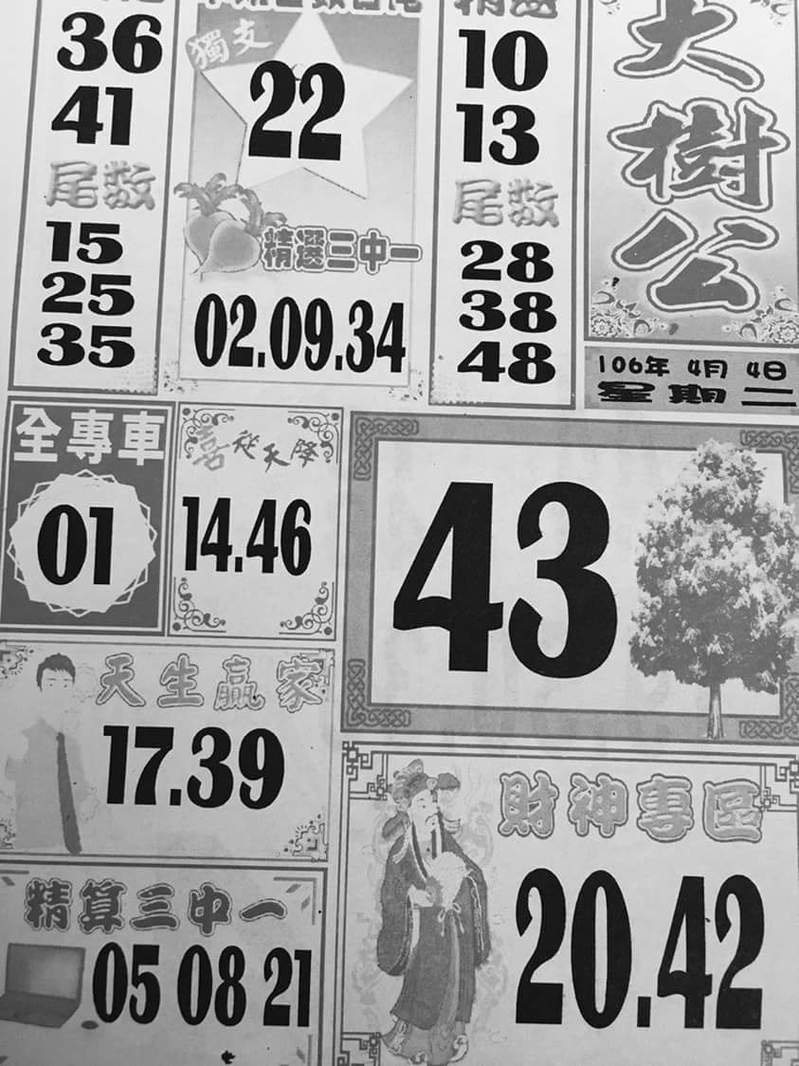 36
41
尾数
15
25
35
獨支
22
精選三中一
02.09.34
精選
10
13
尾数
28
38
48
大樹公
106年 4月 4日
星期二
全專車
01
喜從天降
14.46
43
天生贏家
17.39
精算三中一
05 08 21
財神專區
20.42